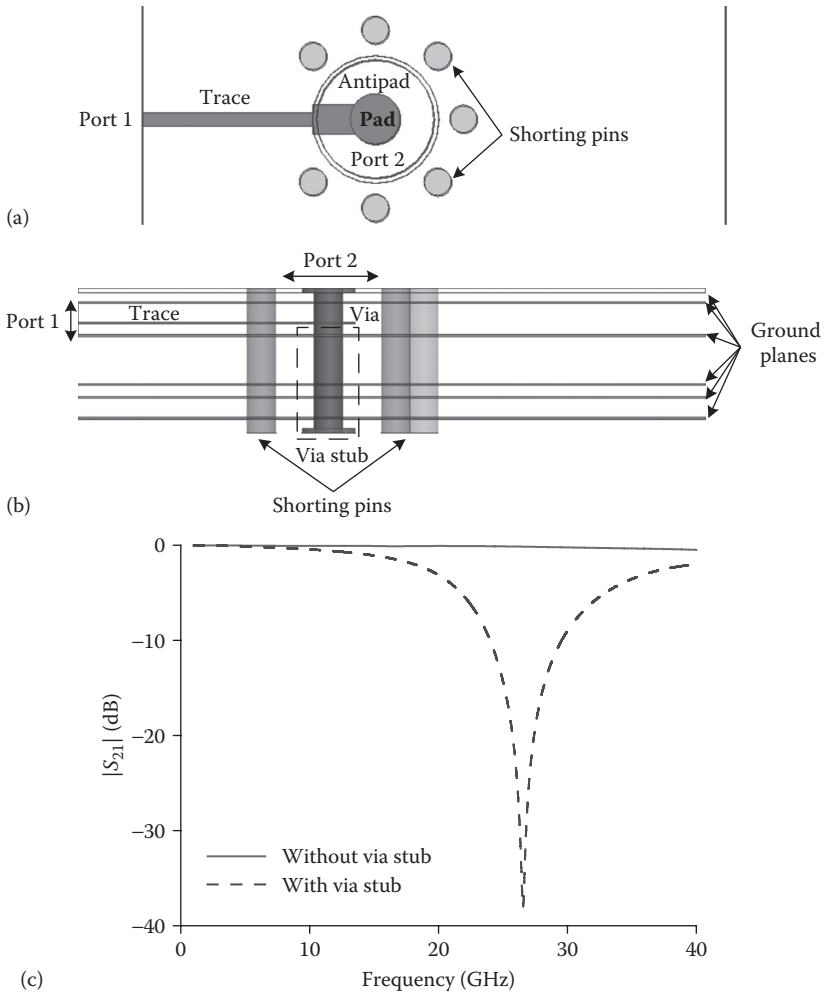 Antipad
Trace
Port 1
Pad
Shorting pins
Port 2
(a)
Port 2
Trace
Via
Port 1
Ground
planes
Via stub
Shorting pins
(b)
0
−10
−20
−30
−40
|S21| (dB)
Without via stub
With via stub
0 10 20 30 40
Frequency (GHz)
(c)